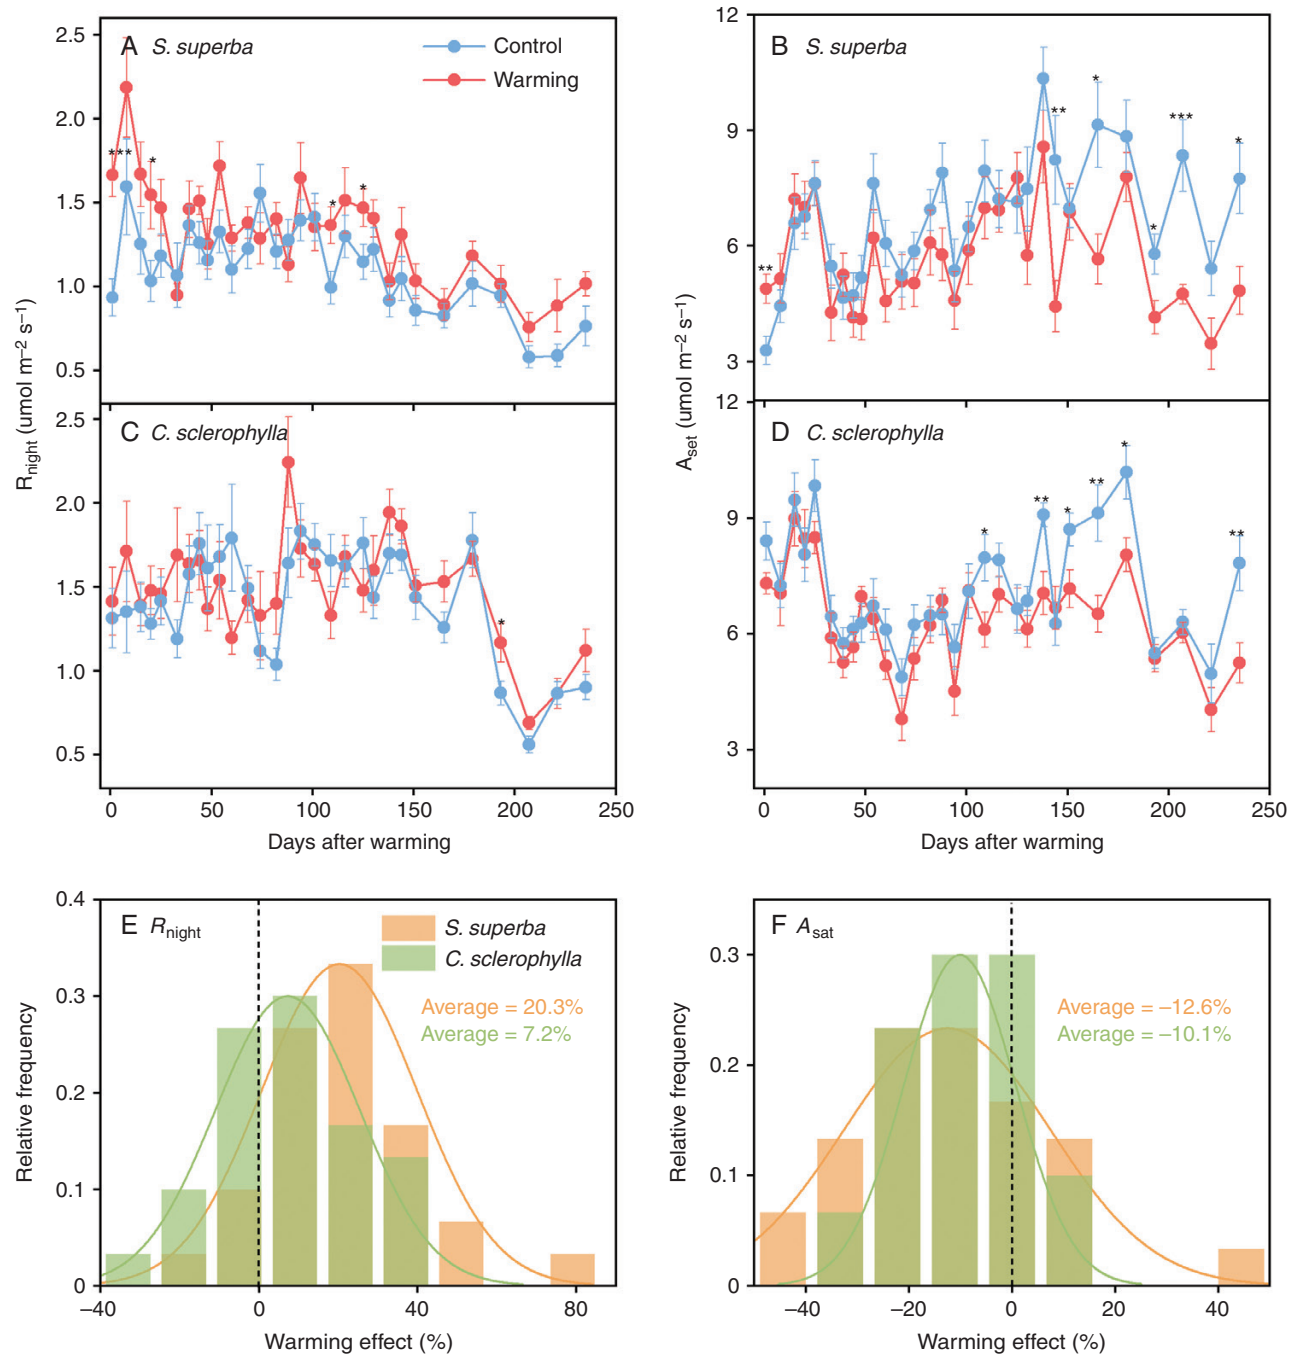 A S. superba
Control
Warming
***
*
*
*
2.5
2.0
1.5
1.0
0.5
B S. superba
**
**
*
*
***
*
12
9
6
3
C C. sclerophylla
*
2.5
2.0
1.5
1.0
0.5
0 50 100 150 200 250
Days after warming
Rnight (umol m–2 s–1)
D C. sclerophylla
*
**
*
**
*
**
12
9
6
3
0 50 100 150 200 250
Days after warming
Aset (umol m–2 s–1)
E Rnight
S. superba
C. sclerophylla
Average = 20.3%
Average = 7.2%
0.4
0.3
0.2
0.1
0
–40 0 40 80
Warming effect (%)
Relative frequency
F Asat
Average = –12.6%
Average = –10.1%
0.3
0.2
0.1
0
–40 –20 0 20 40
Warming effect (%)
Relative frequency